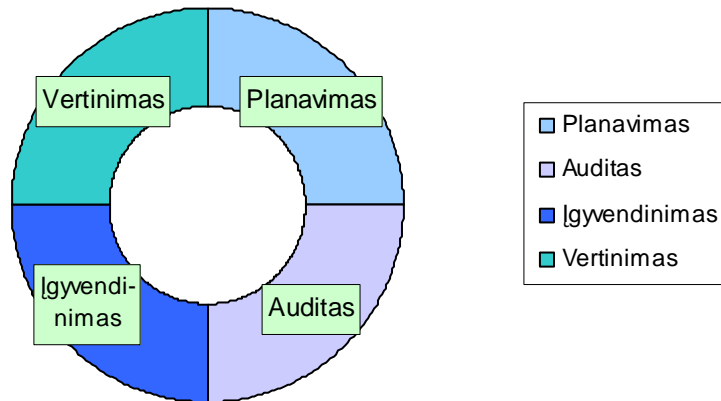 Vertinimas
Planavimas
Įgyvendi-
nimas
Auditas
Planavimas
Auditas
Įgyvendinimas
Vertinimas